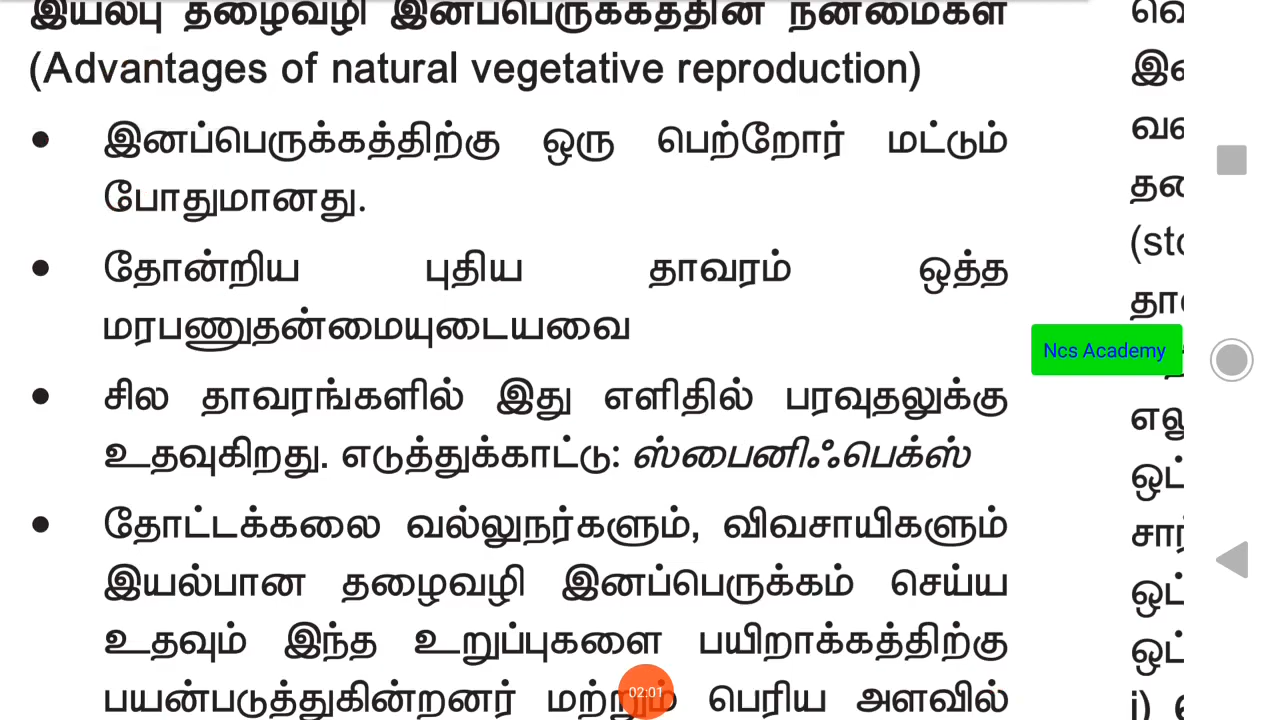 இயல்பு தழைவழி இனப்பெருக்கத்தின் நன்மைகள்
(Advantages of natural vegetative reproduction)
• இனப்பெருக்கத்திற்கு ஒரு பெற்றோர் மட்டும்
போதுமானது.
• தோன்றிய புதிய தாவரம் ஒத்த
மரபணுதன்மையுடையவை
• சில தாவரங்களில் இது எளிதில் பரவுதலுக்கு
உதவுகிறது. எடுத்துக்காட்டு: ஸ்பைனிஃபெக்ஸ்
• தோட்டக்கலை வல்லுநர்களும், விவசாயிகளும்
இயல்பான தழைவழி இனப்பெருக்கம் செய்ய
உதவும் இந்த உறுப்புகளை பயிறாக்கத்திற்கு
பயன்படுத்துகின்றனர் மற்றும் பெரிய அளவில்
Ncs Academy
02:01